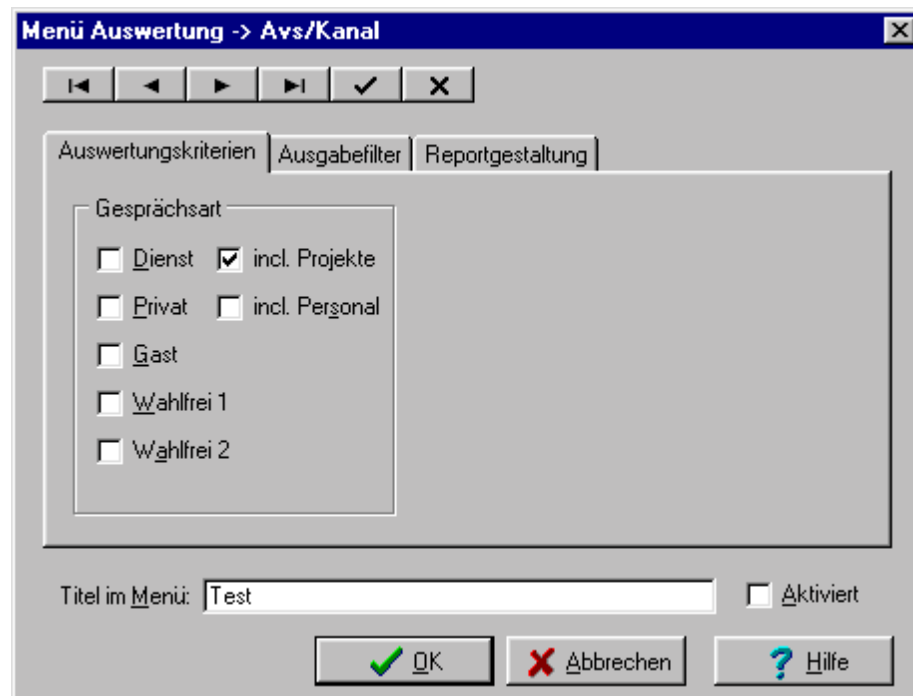 Menü Auswertung -> Avs/Kanal
Auswertungskriterien Ausgabefilter Reportgestaltung
Gesprächsart
Dienst incl. Projekte
Privat incl. Personal
Gast
Wahlfrei 1
Wahlfrei 2
Titel im Menü: Test Aktiviert
OK Abbrechen Hilfe